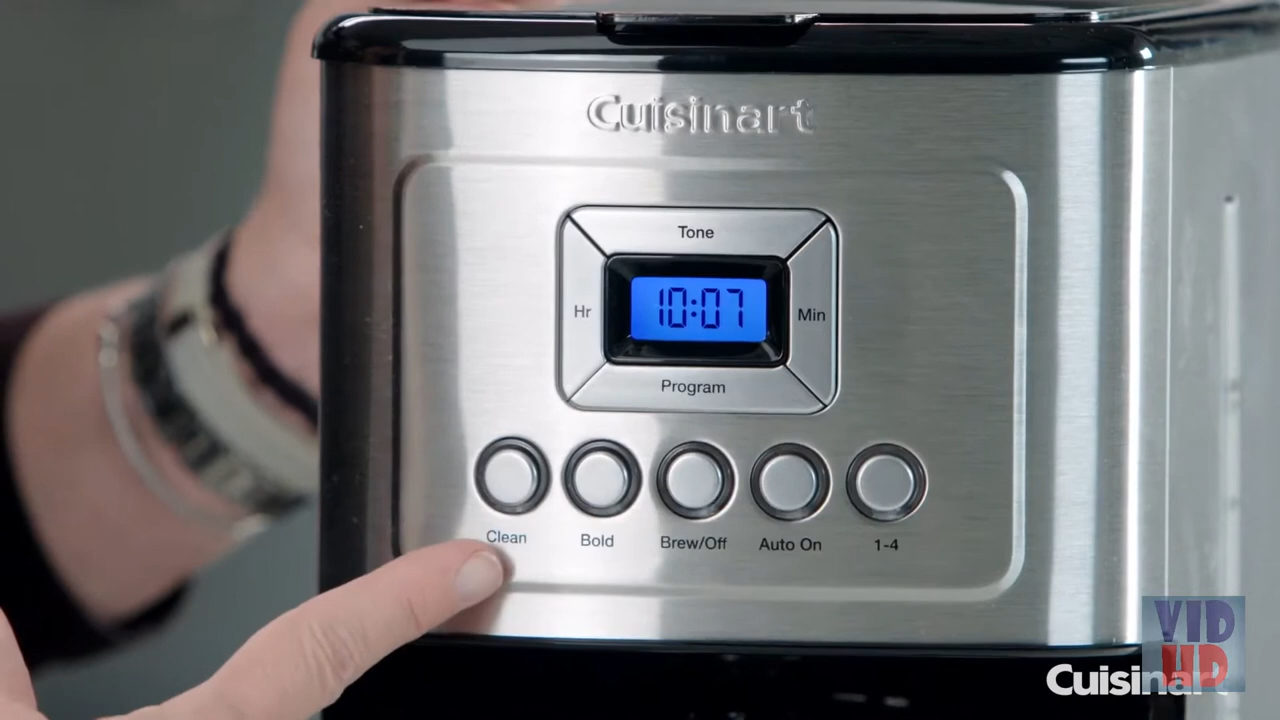 Cuisinart
Tone
Hr
10:07
Min
Program
Clean
Bold
Brew/Off
Auto On
1-4
VID
HD
Cuisinart